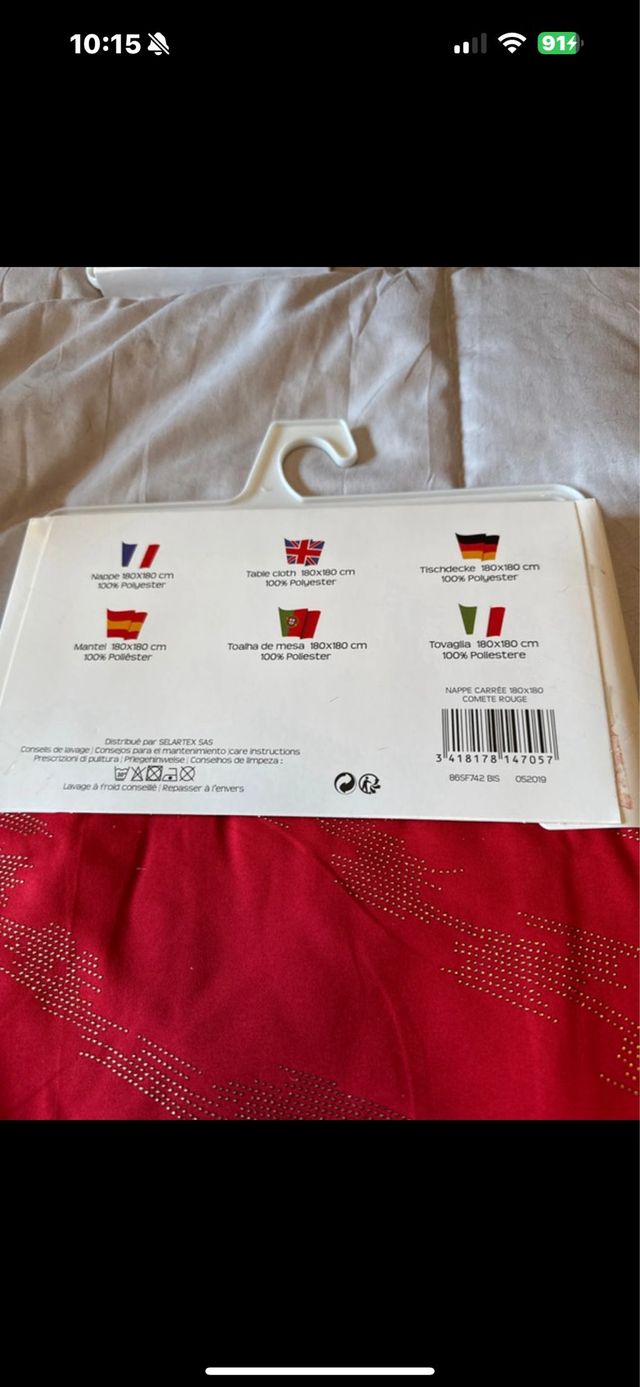 10:15
91
Nappe 180x180 cm
100% Polyester
Table cloth 180x180 cm
100% Polyester
Tischdecke 180x180 cm
100% Polyester
Mantel 180x180 cm
100% Poliéster
Toalha de mesa 180x180 cm
100% Poliester
Tovaglia 180x180 cm
100% Poliestere
NAPPE CARRÉE 180x180
COMETE ROUGE
3 418178 147057
86SF742 BIS 052019
Distribué par SELARTEX SAS
Conseils de lavage | Consejos para el mantenimiento |care instructions
Prescrizioni di pulitura | Pflegehinweise | Conselhos de limpeza :
30°
Lavage à froid conseillé | Repasser à l'envers